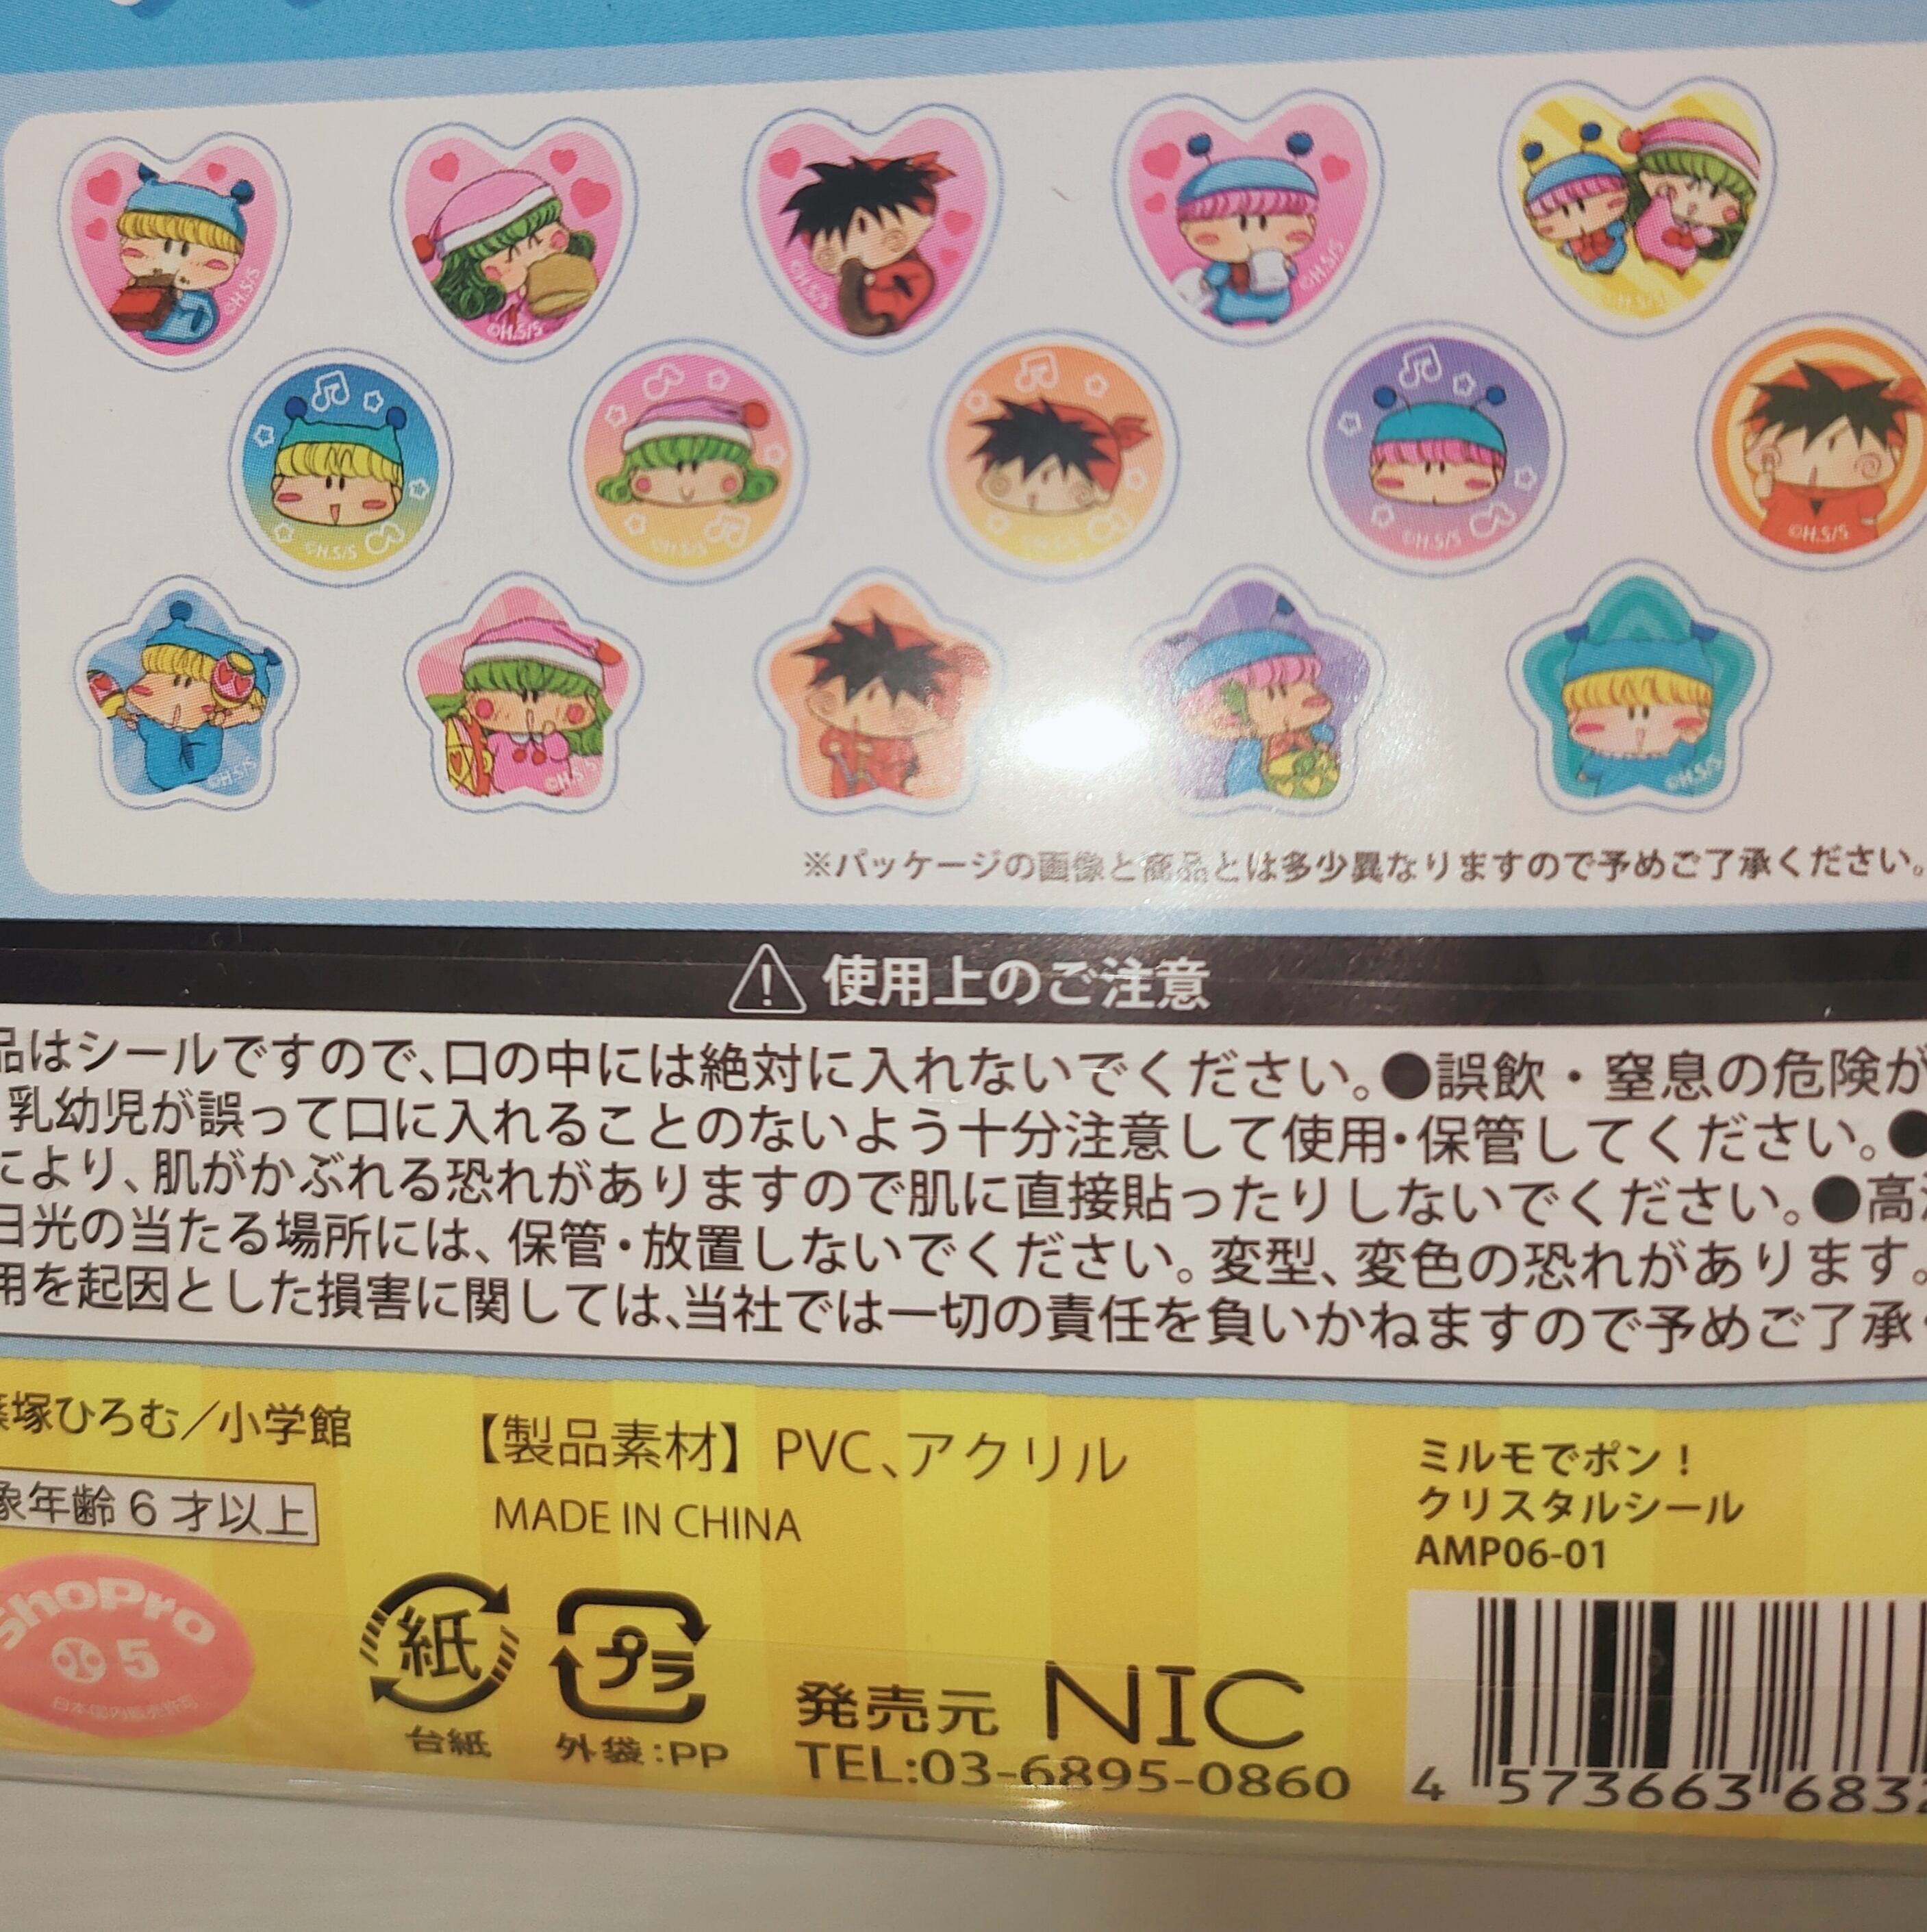 ©H.S/S
©H.S/S
©H.S/S
©H.S/S
©H.S/S
©H.S/S
©H.S/S
©H.S/S
©H.S/S
©H.S/S
©H.S/S
©H.S/S
©H.S/S
※パッケージの画像と商品とは多少異なりますので予めご了承ください。
使用上のご注意
品はシールですので、口の中には絶対に入れないでください。●誤飲・窒息の危険が
乳幼児が誤って口に入れることのないよう十分注意して使用・保管してください。●
により、肌がかぶれる恐れがありますので肌に直接貼ったりしないでください。●高
日光の当たる場所には、保管・放置しないでください。変型、変色の恐れがあります。
用を起因とした損害に関しては、当社では一切の責任を負いかねますので予めご了承
塚ひろむ／小学館
象年齢6才以上
【製品素材】PVC、アクリル
MADE IN CHINA
ミルモでポン！
クリスタルシール
AMP06-01
ShoPro
5
日本国内販売許可
紙
台紙
プラ
外袋：PP
発売元 NIC
TEL:03-6895-0860
4 573663 683